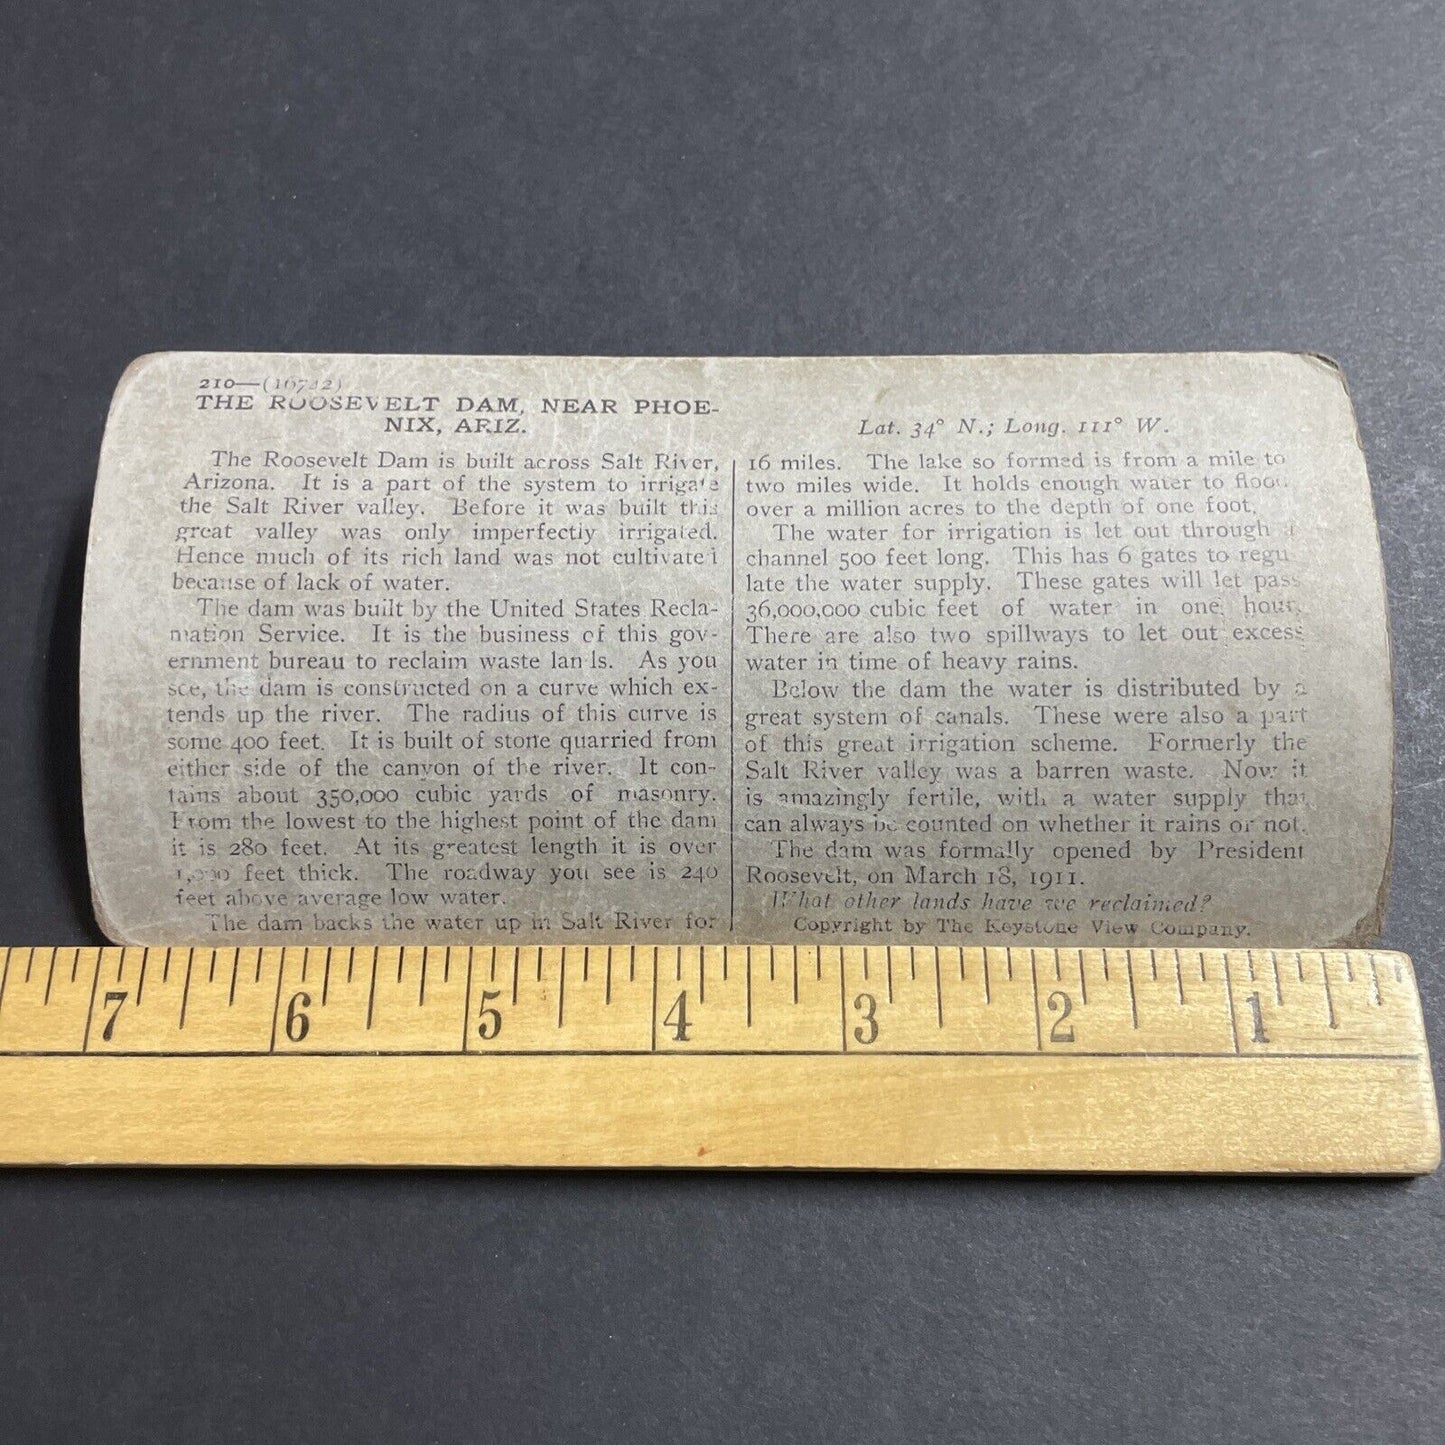 210—(16742)
THE ROOSEVELT DAM, NEAR PHOE-
NIX, ARIZ.
The Roosevelt Dam is built across Salt River,
Arizona. It is a part of the system to irrigate
the Salt River valley. Before it was built this
great valley was only imperfectly irrigated.
Hence much of its rich land was not cultivated
because of lack of water.
The dam was built by the United States Recla-
mation Service. It is the business of this gov-
ernment bureau to reclaim waste lands. As you
see, the dam is constructed on a curve which ex-
tends up the river. The radius of this curve is
some 400 feet. It is built of stone quarried from
either side of the canyon of the river. It con-
tains about 350,000 cubic yards of masonry.
From the lowest to the highest point of the dam
it is 280 feet. At its greatest length it is over
feet thick. The roadway you see is 240
feet above average low water.
The dam backs the water up in Salt River for
Lat. 34° N.; Long. 111° W.
16 miles. The lake so formed is from a mile to
two miles wide. It holds enough water to flood
over a million acres to the depth of one foot.
The water for irrigation is let out through a
channel 500 feet long. This has 6 gates to regu
late the water supply. These gates will let pass
36,000,000 cubic feet of water in one hour.
There are also two spillways to let out excess
water in time of heavy rains.
Below the dam the water is distributed by a
great system of canals. These were also a part
of this great irrigation scheme. Formerly the
Salt River valley was a barren waste. Now it
is amazingly fertile, with a water supply that
can always be counted on whether it rains or not.
The dam was formally opened by President
Roosevelt, on March 18, 1911.
What other lands have we reclaimed?
Copyright by The Keystone View Company.
7 6 5 4 3 2 1